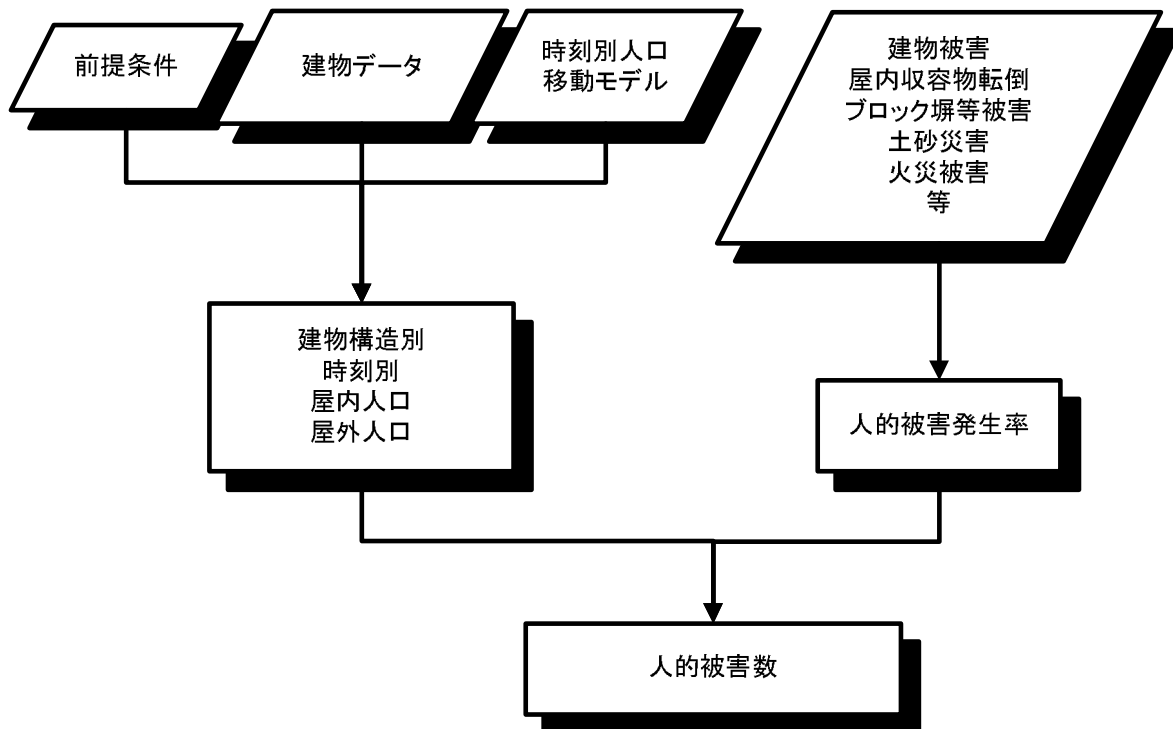 前提条件
建物データ
時刻別人口
移動モデル
建物被害
屋内収容物転倒
ブロック塀等被害
土砂災害
火災被害
等
建物構造別
時刻別
屋内人口
屋外人口
人的被害発生率
人的被害数